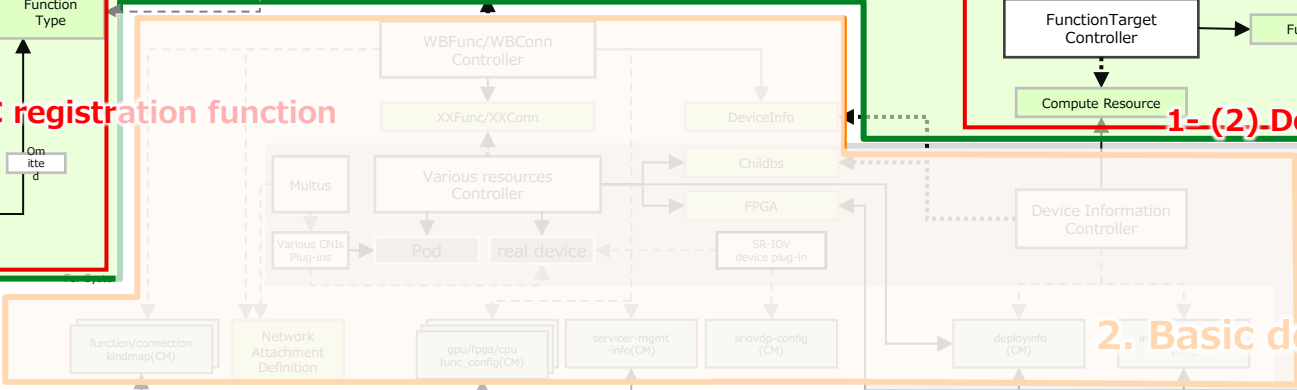 Function
Type
WBFunc/WBConn
Controller
FunctionTarget
Controller
Fu
XXFunc/XXConn
DeviceInfo
Compute Resource
registration function
1- (2) De
Om
itte
d
Multus
Various resources
Controller
Childbs
FPGA
Device Information
Controller
Various CNIs
Plug-ins
Pod
real device
SR-IOV
device plug-in
function/connection
kindmap(CM)
Network
Attachment
Definition
gpu/fpga/cpu
func_config(CM)
servicer-mgmt
-info(CM)
sriovdp-config
(CM)
deployinfo
(CM)
2. Basic de